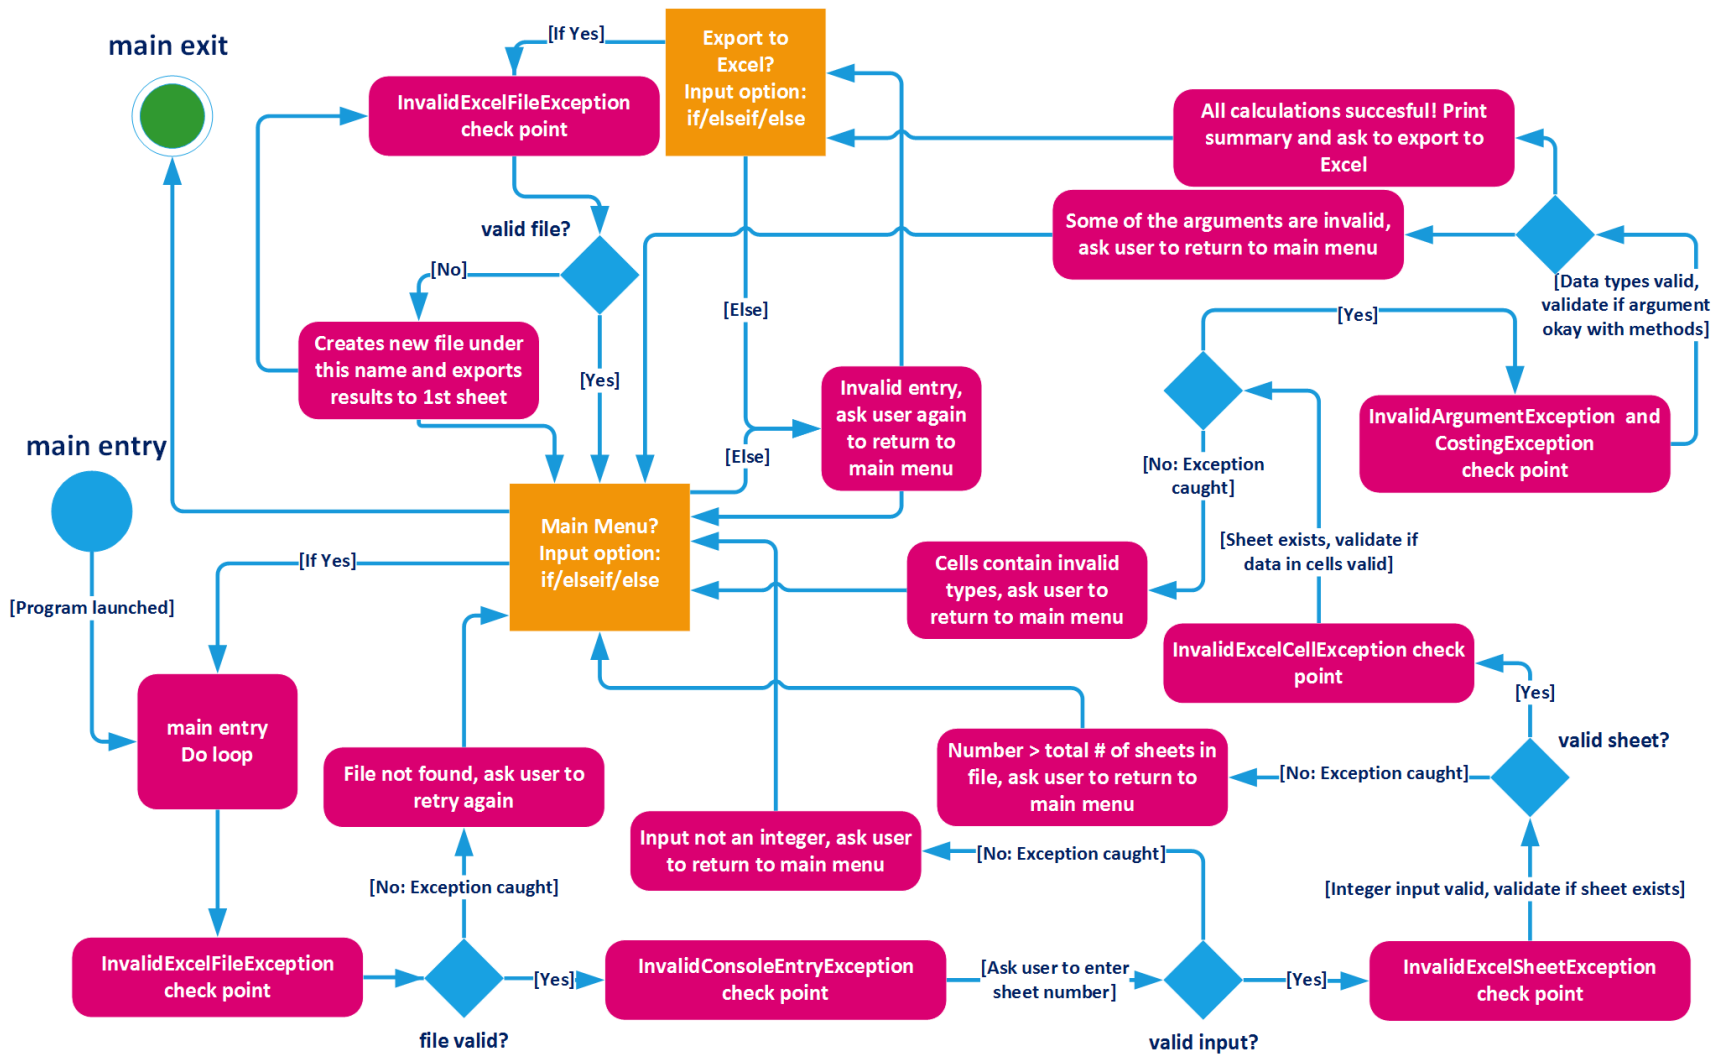 main exit
[If Yes]
Export to
Excel?
Input option:
if/elseif/else
InvalidExcelFileException
check point
All calculations succesful! Print
summary and ask to export to
Excel
valid file?
Some of the arguments are invalid,
ask user to return to main menu
[No]
[Data types valid,
validate if argument
okay with methods]
[Else]
[Yes]
Creates new file under
this name and exports
results to 1st sheet
[Yes]
Invalid entry,
ask user again
to return to
main menu
InvalidArgumentException and
CostingException
check point
main entry
[Else]
[No: Exception
caught]
Main Menu?
Input option:
if/elseif/else
[Sheet exists, validate if
data in cells valid]
[If Yes]
Cells contain invalid
types, ask user to
return to main menu
[Program launched]
InvalidExcelCellException check
point
[Yes]
main entry
Do loop
valid sheet?
Number > total # of sheets in
file, ask user to return to
main menu
[No: Exception caught]
File not found, ask user to
retry again
Input not an integer, ask user
to return to main menu
[No: Exception caught]
[No: Exception caught]
[Integer input valid, validate if sheet exists]
InvalidExcelFileException
check point
[Yes]
InvalidConsoleEntryException
check point
[Ask user to enter
sheet number]
[Yes]
InvalidExcelSheetException
check point
file valid?
valid input?